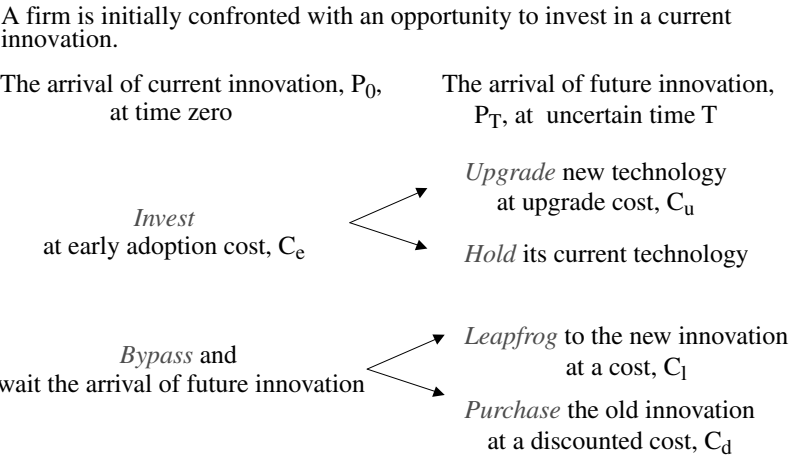 A firm is initially confronted with an opportunity to invest in a current
innovation.
The arrival of current innovation, P0,
at time zero
The arrival of future innovation,
PT, at uncertain time T
Invest
at early adoption cost, Ce
Upgrade new technology
at upgrade cost, Cu
Hold its current technology
Bypass and
wait the arrival of future innovation
Leapfrog to the new innovation
at a cost, Cl
Purchase the old innovation
at a discounted cost, Cd